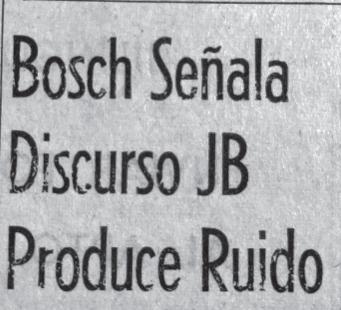 Bosch Señala
Discurso JB
Produce Ruido